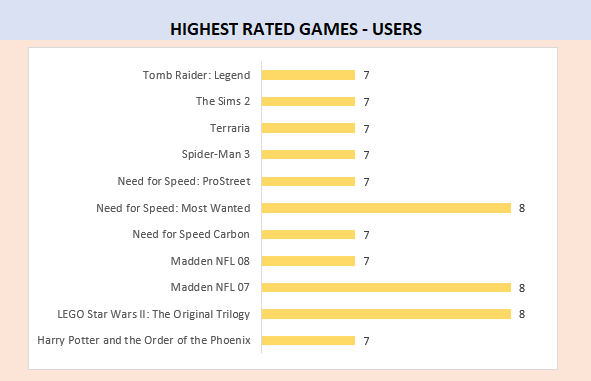 HIGHEST RATED GAMES - USERS
Tomb Raider: Legend 7
The Sims 2 7
Terraria 7
Spider-Man 3 7
Need for Speed: ProStreet 7
Need for Speed: Most Wanted 8
Need for Speed Carbon 7
Madden NFL 08 7
Madden NFL 07 8
LEGO Star Wars II: The Original Trilogy 8
Harry Potter and the Order of the Phoenix 7